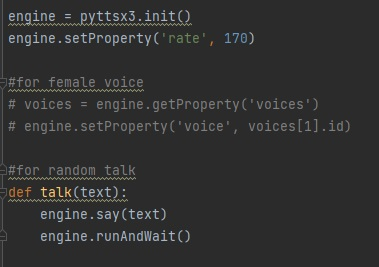 engine = pyttsx3.init()
engine.setProperty('rate', 170)
#for female voice
# voices = engine.getProperty('voices')
# engine.setProperty('voice', voices[1].id)
#for random talk
def talk(text):
    engine.say(text)
    engine.runAndWait()